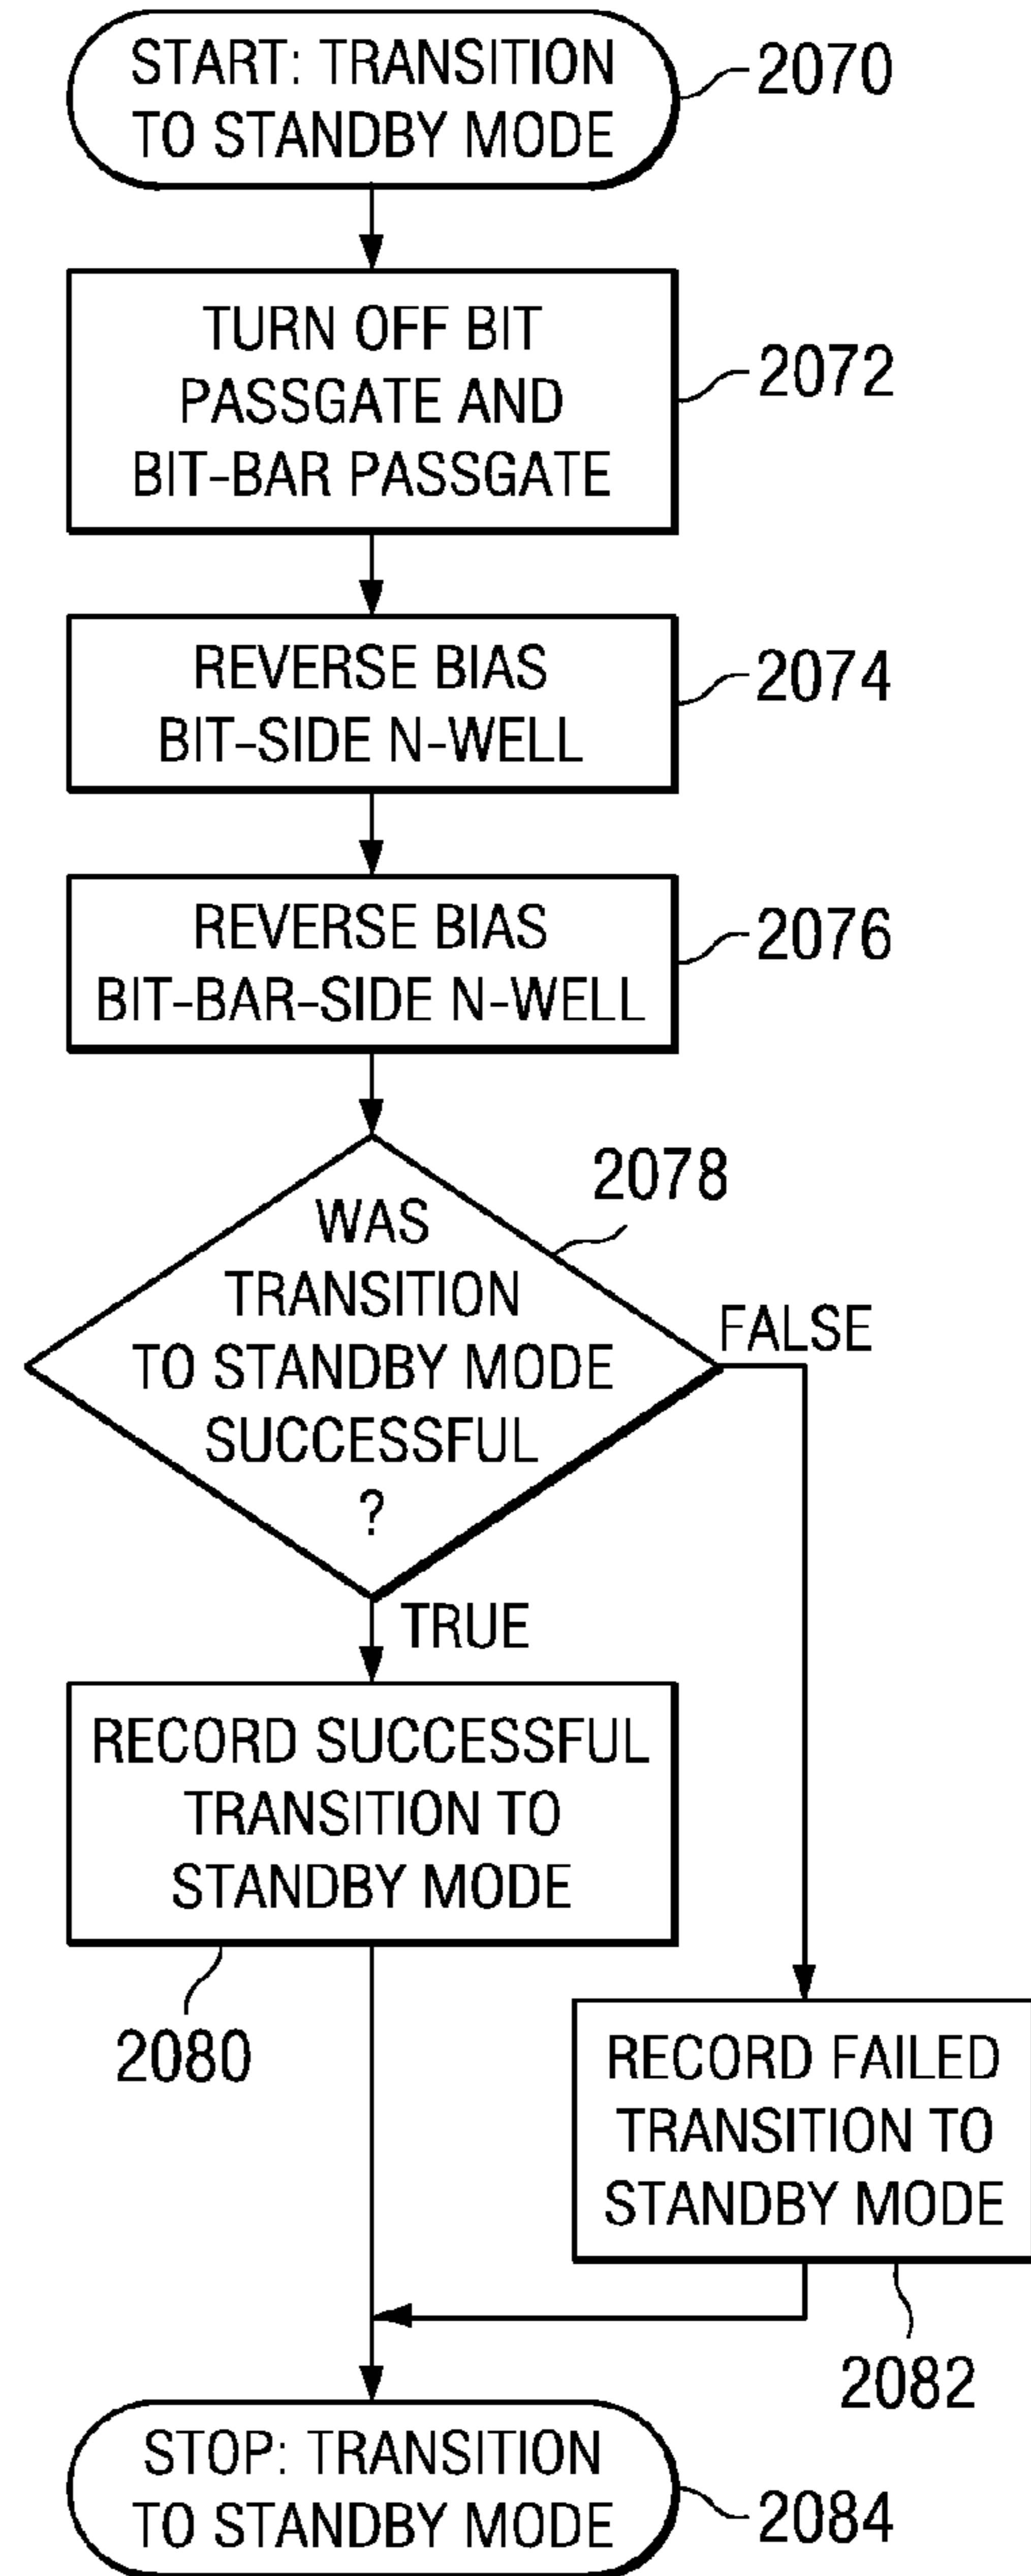 START: TRANSITION
TO STANDBY MODE
2070
TURN OFF BIT
PASSGATE AND
BIT-BAR PASSGATE
2072
REVERSE BIAS
BIT-SIDE N-WELL
2074
REVERSE BIAS
BIT-BAR-SIDE N-WELL
2076
2078
WAS
TRANSITION
TO STANDBY MODE
SUCCESSFUL
?
FALSE
TRUE
RECORD SUCCESSFUL
TRANSITION TO
STANDBY MODE
2080
RECORD FAILED
TRANSITION TO
STANDBY MODE
2082
STOP: TRANSITION
TO STANDBY MODE
2084